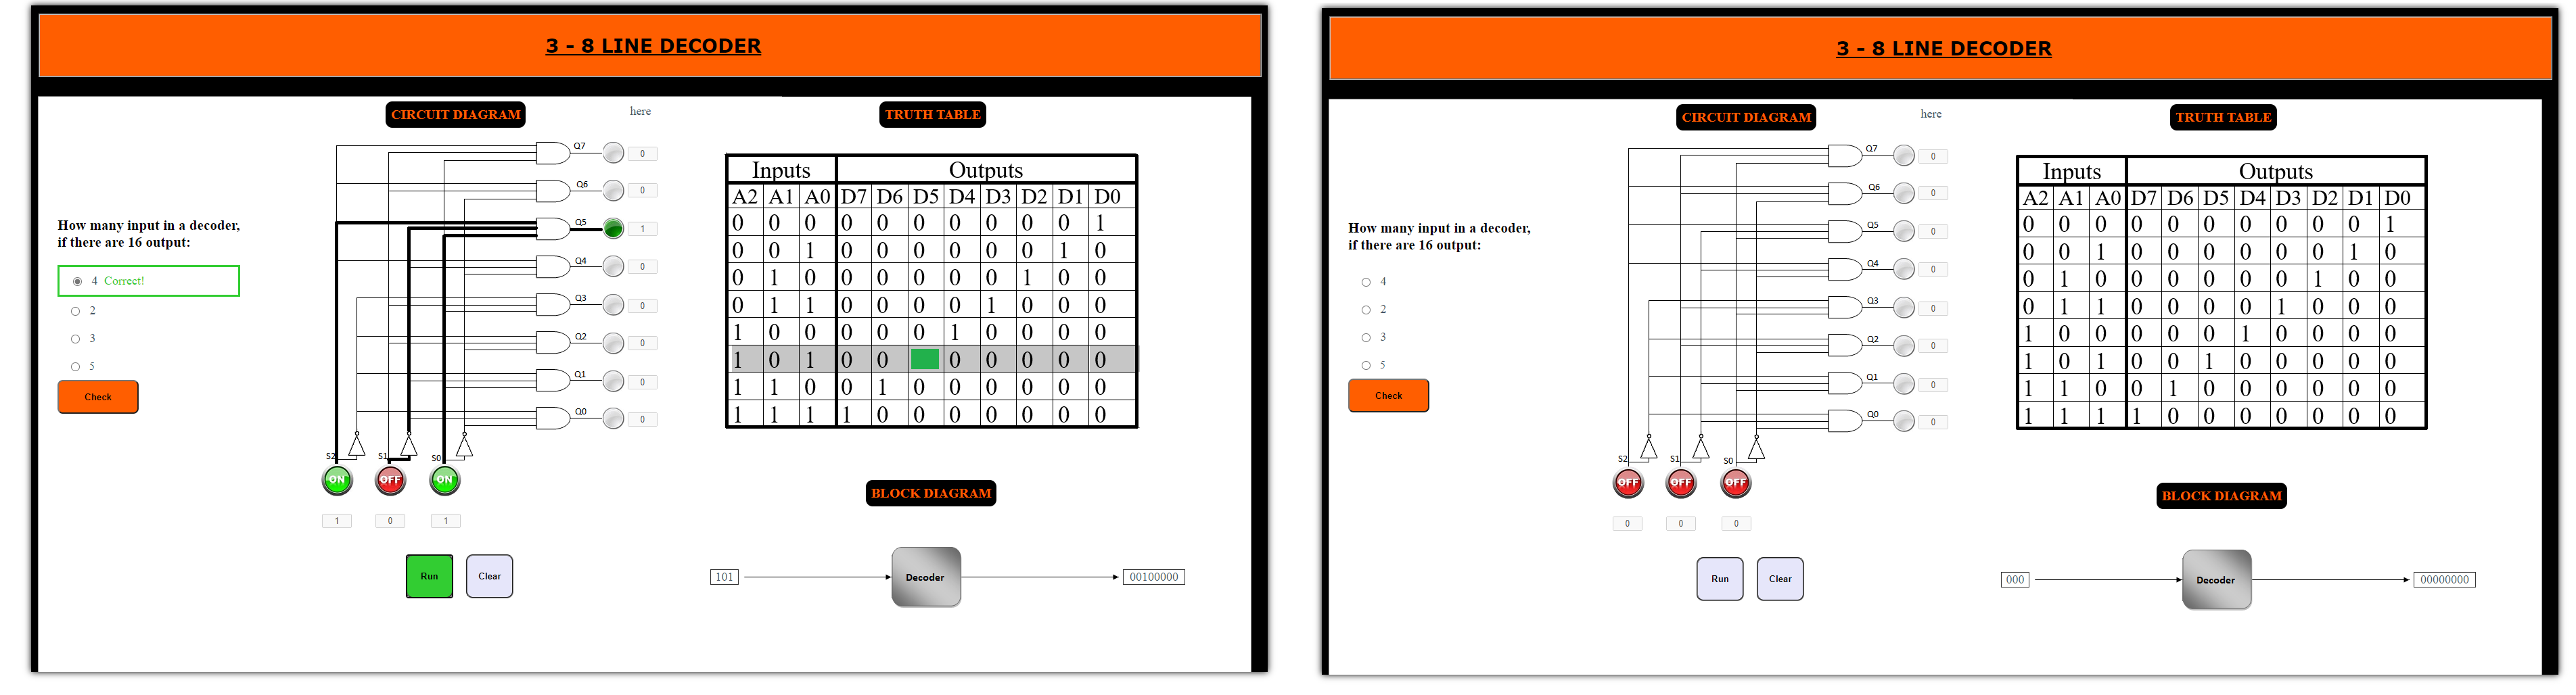 3 - 8 LINE DECODER
CIRCUIT DIAGRAM
here
TRUTH TABLE
How many input in a decoder,
if there are 16 output:
4 Correct!
2
3
5
Check
Q7 0
Q6 0
Q5 1
Q4 0
Q3 0
Q2 0
Q1 0
Q0 0
S2 S1 S0
ON OFF ON
1 0 1
Run Clear
Inputs Outputs
A2 A1 A0 D7 D6 D5 D4 D3 D2 D1 D0
0 0 0 0 0 0 0 0 0 0 1
0 0 1 0 0 0 0 0 0 1 0
0 1 0 0 0 0 0 0 1 0 0
0 1 1 0 0 0 0 1 0 0 0
1 0 0 0 0 0 1 0 0 0 0
1 0 1 0 0 0 0 0 0 0
1 1 0 0 1 0 0 0 0 0 0
1 1 1 1 0 0 0 0 0 0 0
BLOCK DIAGRAM
101 Decoder 00100000
3 - 8 LINE DECODER
CIRCUIT DIAGRAM
here
TRUTH TABLE
How many input in a decoder,
if there are 16 output:
4
2
3
5
Check
Q7 0
Q6 0
Q5 0
Q4 0
Q3 0
Q2 0
Q1 0
Q0 0
S2 S1 S0
OFF OFF OFF
0 0 0
Run Clear
Inputs Outputs
A2 A1 A0 D7 D6 D5 D4 D3 D2 D1 D0
0 0 0 0 0 0 0 0 0 0 1
0 0 1 0 0 0 0 0 0 1 0
0 1 0 0 0 0 0 0 1 0 0
0 1 1 0 0 0 0 1 0 0 0
1 0 0 0 0 0 1 0 0 0 0
1 0 1 0 0 1 0 0 0 0 0
1 1 0 0 1 0 0 0 0 0 0
1 1 1 1 0 0 0 0 0 0 0
BLOCK DIAGRAM
000 Decoder 00000000